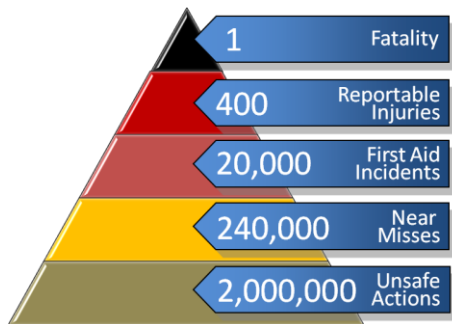 1 Fatality
400 Reportable
Injuries
20,000 First Aid
Incidents
240,000 Near
Misses
2,000,000 Unsafe
Actions